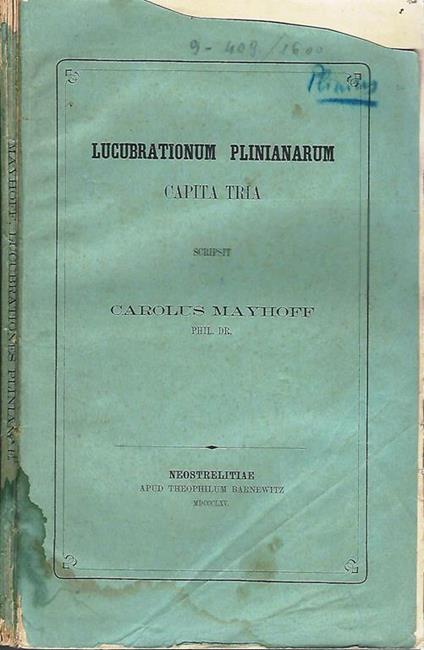 9-409/1600
Plinius
LUCUBRATIONUM PLINIANARUM
CAPITA TRIA
SCRIPSIT
CAROLUS MAYHOFF
PHIL. DR.
NEOSTRELITIAE
APUD THEOPHILUM BARNEWITZ
MDCCCLXV.
MAYHOFF, LUCUBRATIONES PLINIANAE